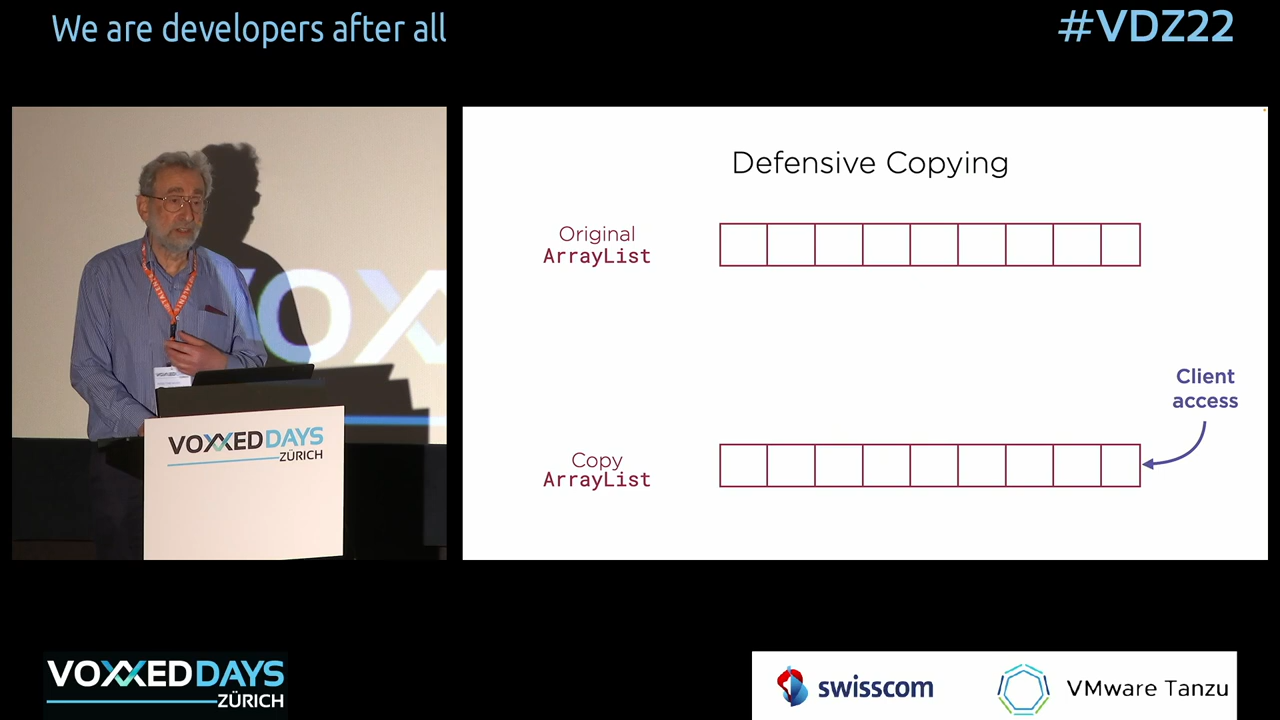 We are developers after all
#VDZ22
VOXXED DAYS
ZÜRICH
Defensive Copying
Original
ArrayList
Client
access
Copy
ArrayList
VOXXED DAYS
ZÜRICH
swisscom
VMware Tanzu